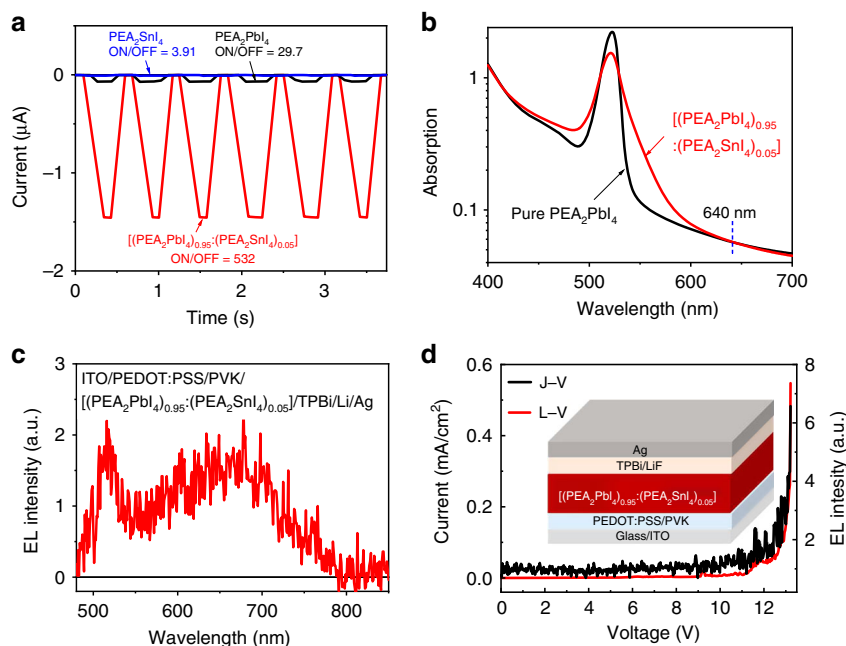 a
PEA₂SnI₄
ON/OFF = 3.91
PEA₂PbI₄
ON/OFF = 29.7
0
–1
–2
Current (μA)
[(PEA₂PbI₄)₀.₉₅:(PEA₂SnI₄)₀.₀₅]
ON/OFF = 532
0 1 2 3
Time (s)
b
1
0.1
Absorption
[(PEA₂PbI₄)₀.₉₅
:(PEA₂SnI₄)₀.₀₅]
Pure PEA₂PbI₄
640 nm
400 500 600 700
Wavelength (nm)
c
3
2
1
0
EL intensity (a.u.)
ITO/PEDOT:PSS/PVK/
[(PEA₂PbI₄)₀.₉₅:(PEA₂SnI₄)₀.₀₅]/TPBi/Li/Ag
500 600 700 800
Wavelength (nm)
d
0.6
0.4
0.2
0.0
Current (mA/cm²)
J–V
L–V
Ag
TPBi/LiF
[(PEA₂PbI₄)₀.₉₅:(PEA₂SnI₄)₀.₀₅]
PEDOT:PSS/PVK
Glass/ITO
8
7
6
4
2
1
EL intesity (a.u.)
0 2 4 6 8 10 12
Voltage (V)